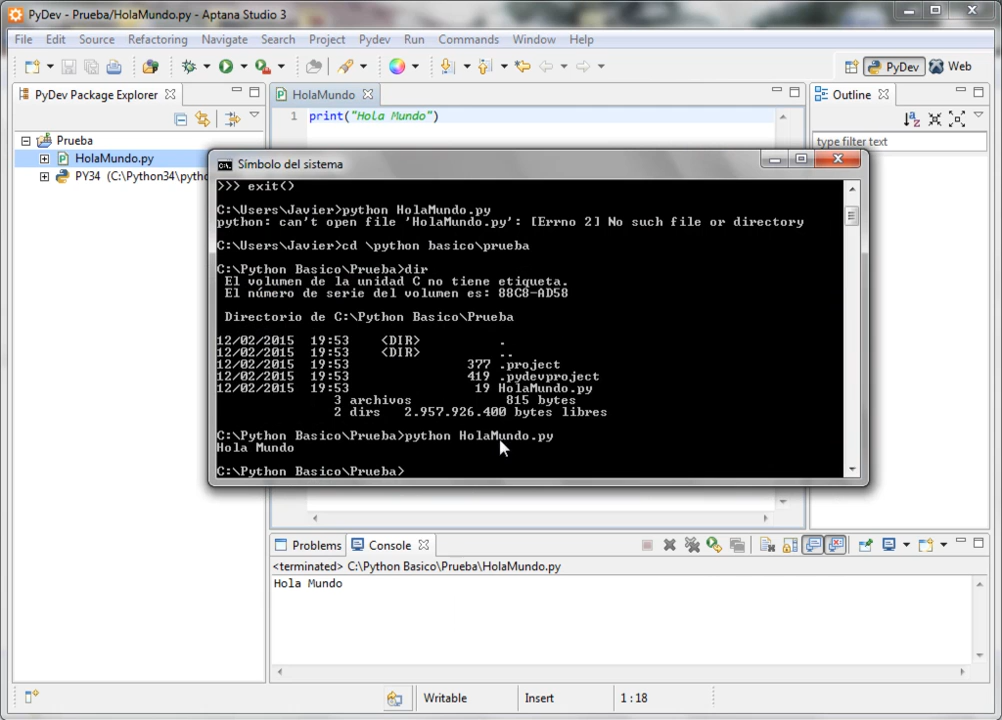 PyDev - Prueba/HolaMundo.py - Aptana Studio 3
File Edit Source Refactoring Navigate Search Project Pydev Run Commands Window Help
PyDev Web
PyDev Package Explorer
HolaMundo
Outline
1 print("Hola Mundo")
type filter text
Prueba
HolaMundo.py
PY34 (C:\Python34\pytho
Símbolo del sistema
>>> exit()
C:\Users\Javier>python HolaMundo.py
python: can't open file 'HolaMundo.py': [Errno 2] No such file or directory
C:\Users\Javier>cd \python basico\prueba
C:\Python Basico\Prueba>dir
El volumen de la unidad C no tiene etiqueta.
El número de serie del volumen es: 88C8-AD58
Directorio de C:\Python Basico\Prueba
12/02/2015 19:53 <DIR> .
12/02/2015 19:53 <DIR> ..
12/02/2015 19:53 377 .project
12/02/2015 19:53 419 .pydevproject
12/02/2015 19:53 19 HolaMundo.py
3 archivos 815 bytes
2 dirs 2.957.926.400 bytes libres
C:\Python Basico\Prueba>python HolaMundo.py
Hola Mundo
C:\Python Basico\Prueba>
Problems Console
<terminated> C:\Python Basico\Prueba\HolaMundo.py
Hola Mundo
Writable Insert 1:18